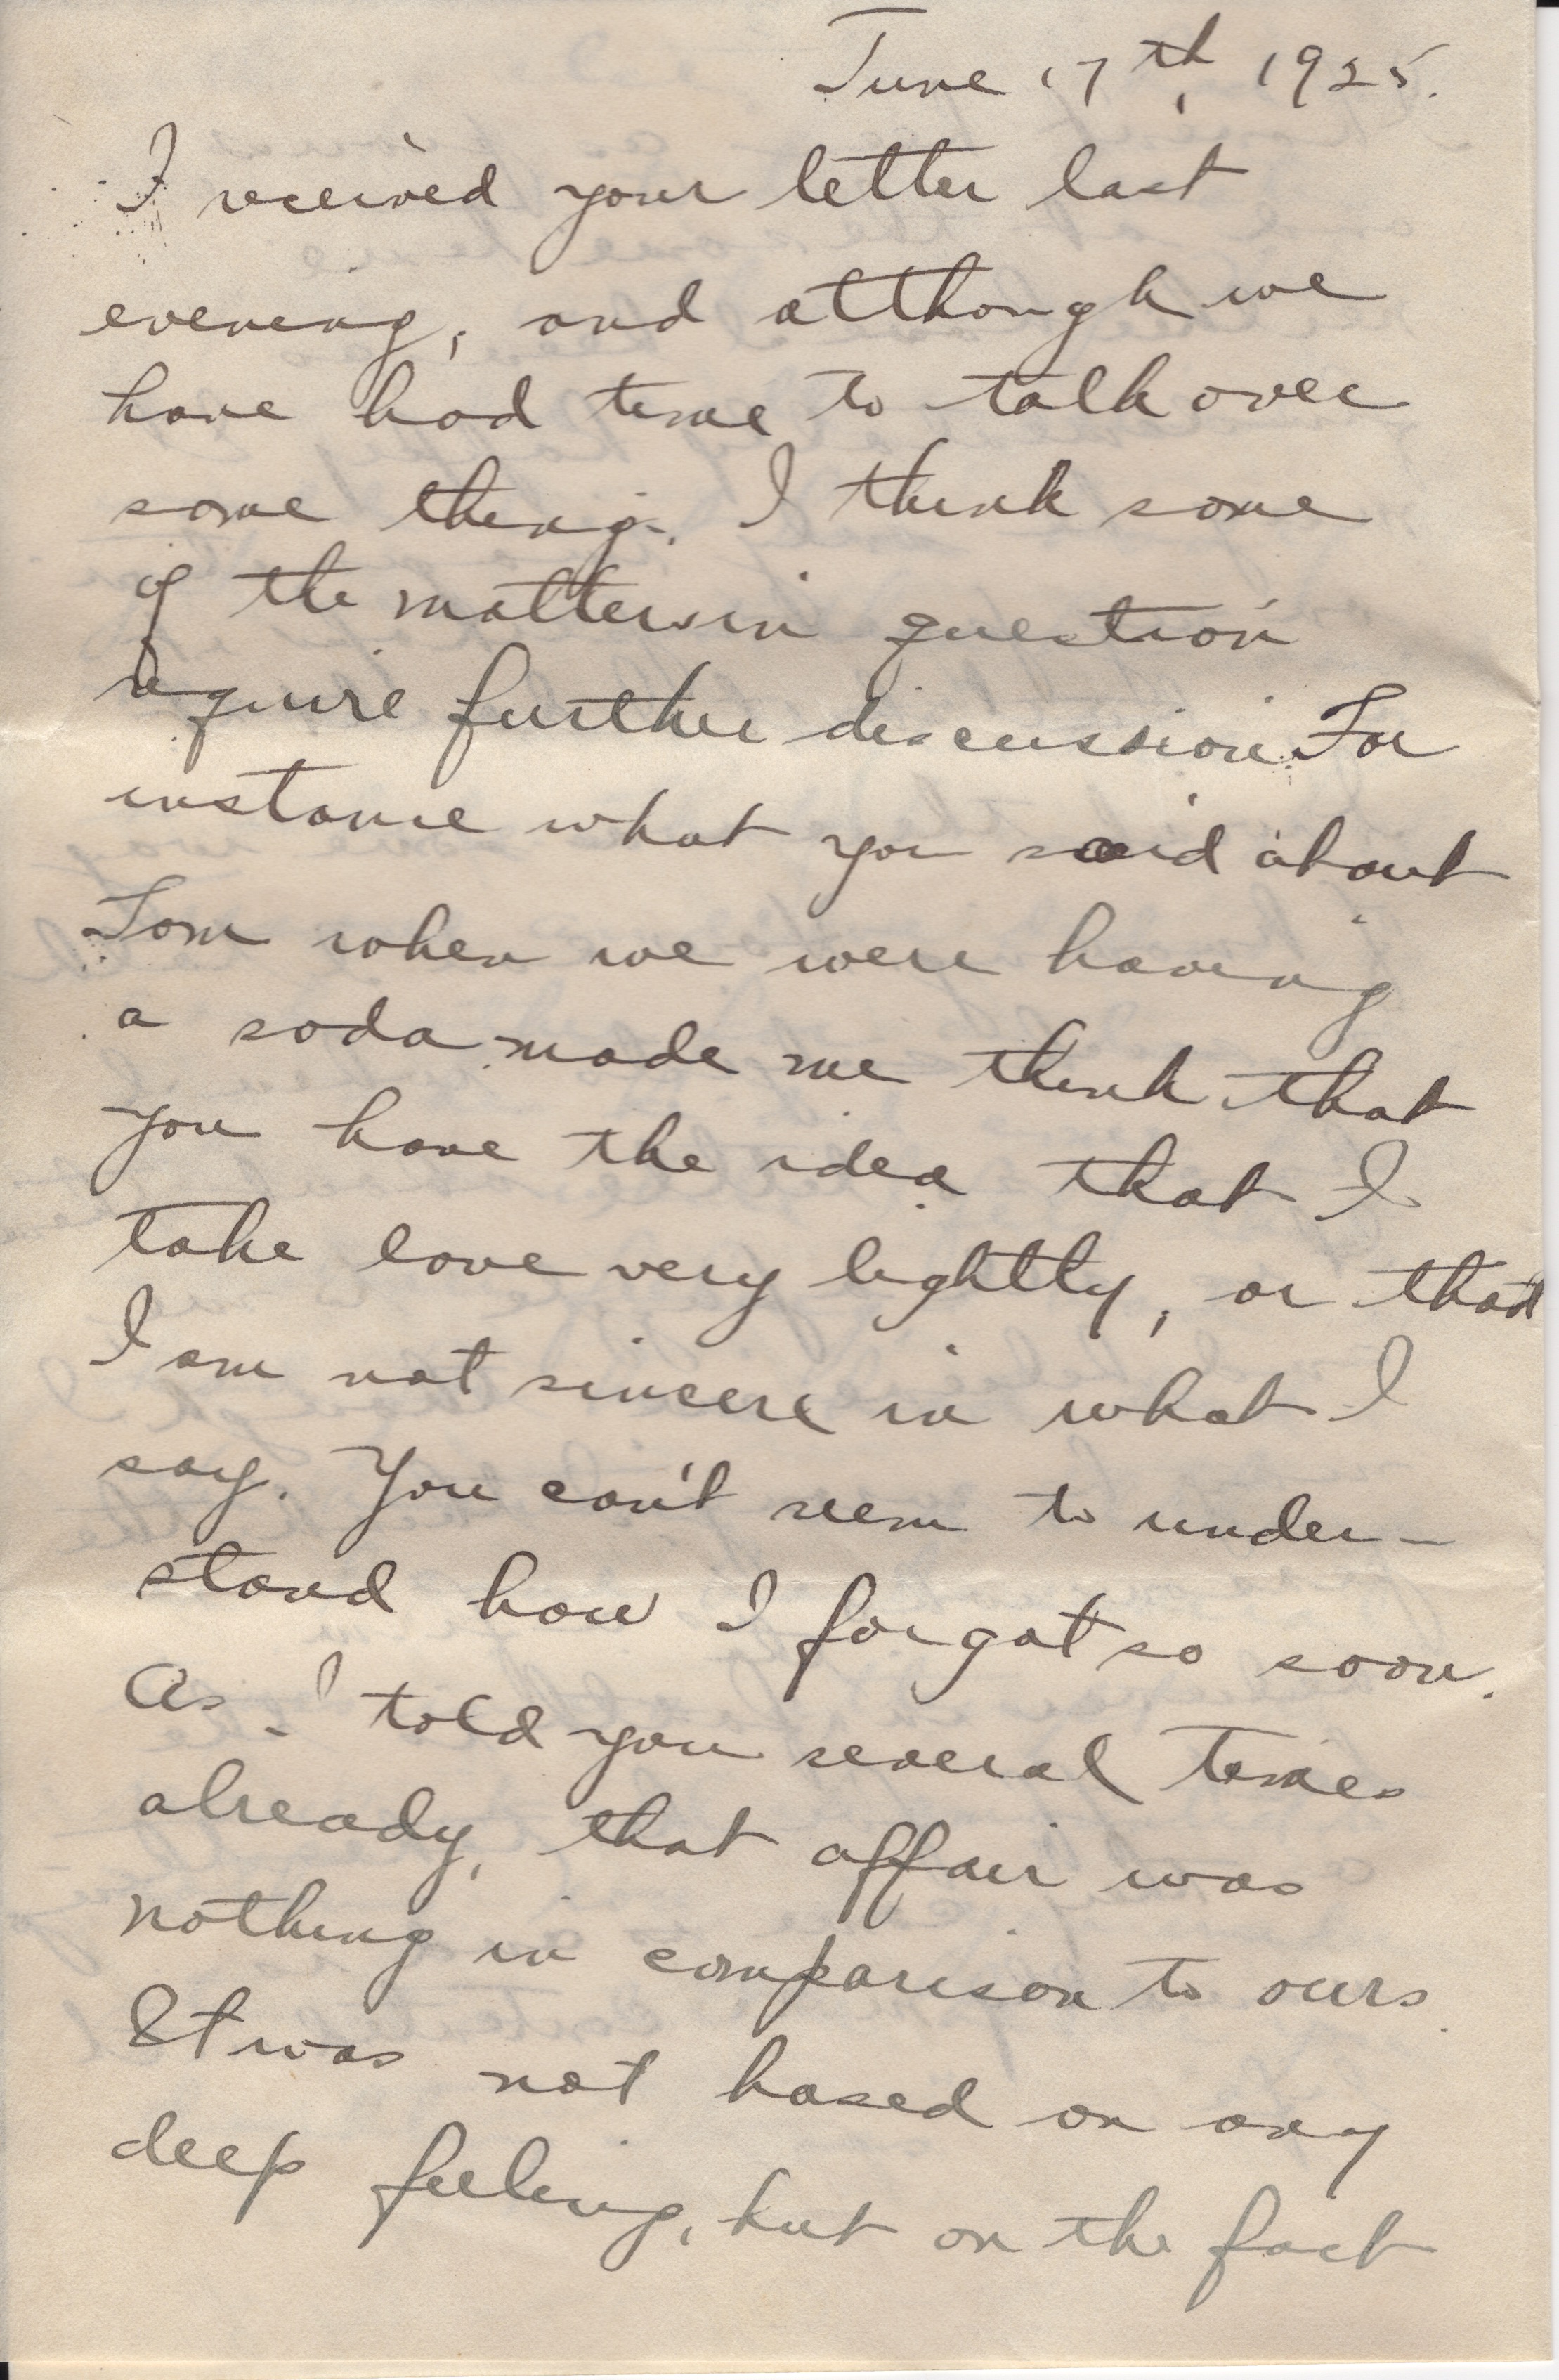 June 17th, 1925.
I received your letter last
evening, and although we
have had time to talk over
some things, I think some
of the matters in question
require further discussion. For
instance what you said about
Tom when we were having
a soda made me think that
you have the idea that I
take love very lightly, or that
I am not sincere in what I
say. You can't seem to under-
stand how I forgot so soon.
As I told you several times
already, that affair was
nothing in comparison to ours.
It was not based on any
deep feeling, but on the fact